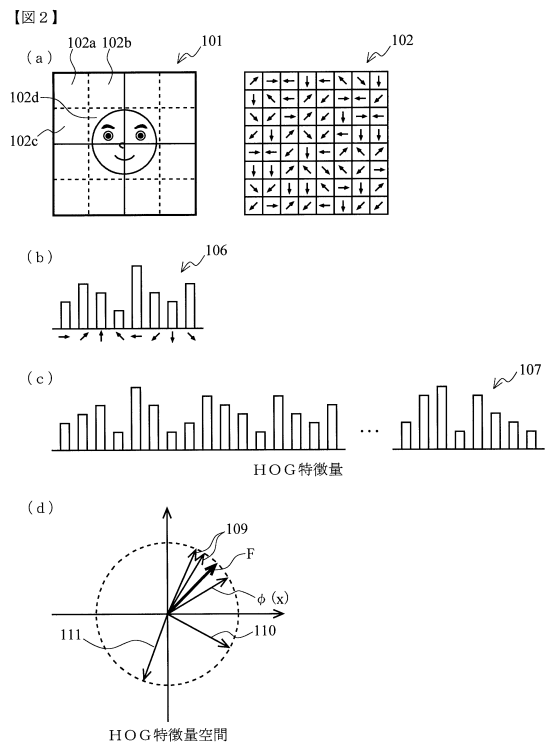 【図２】
102a 102b 101
(ａ) 102
102d
102c
(ｂ) 106
(ｃ) 107
…
ＨＯＧ特徴量
(ｄ)
109
F
φ(x)
111 110
ＨＯＧ特徴量空間